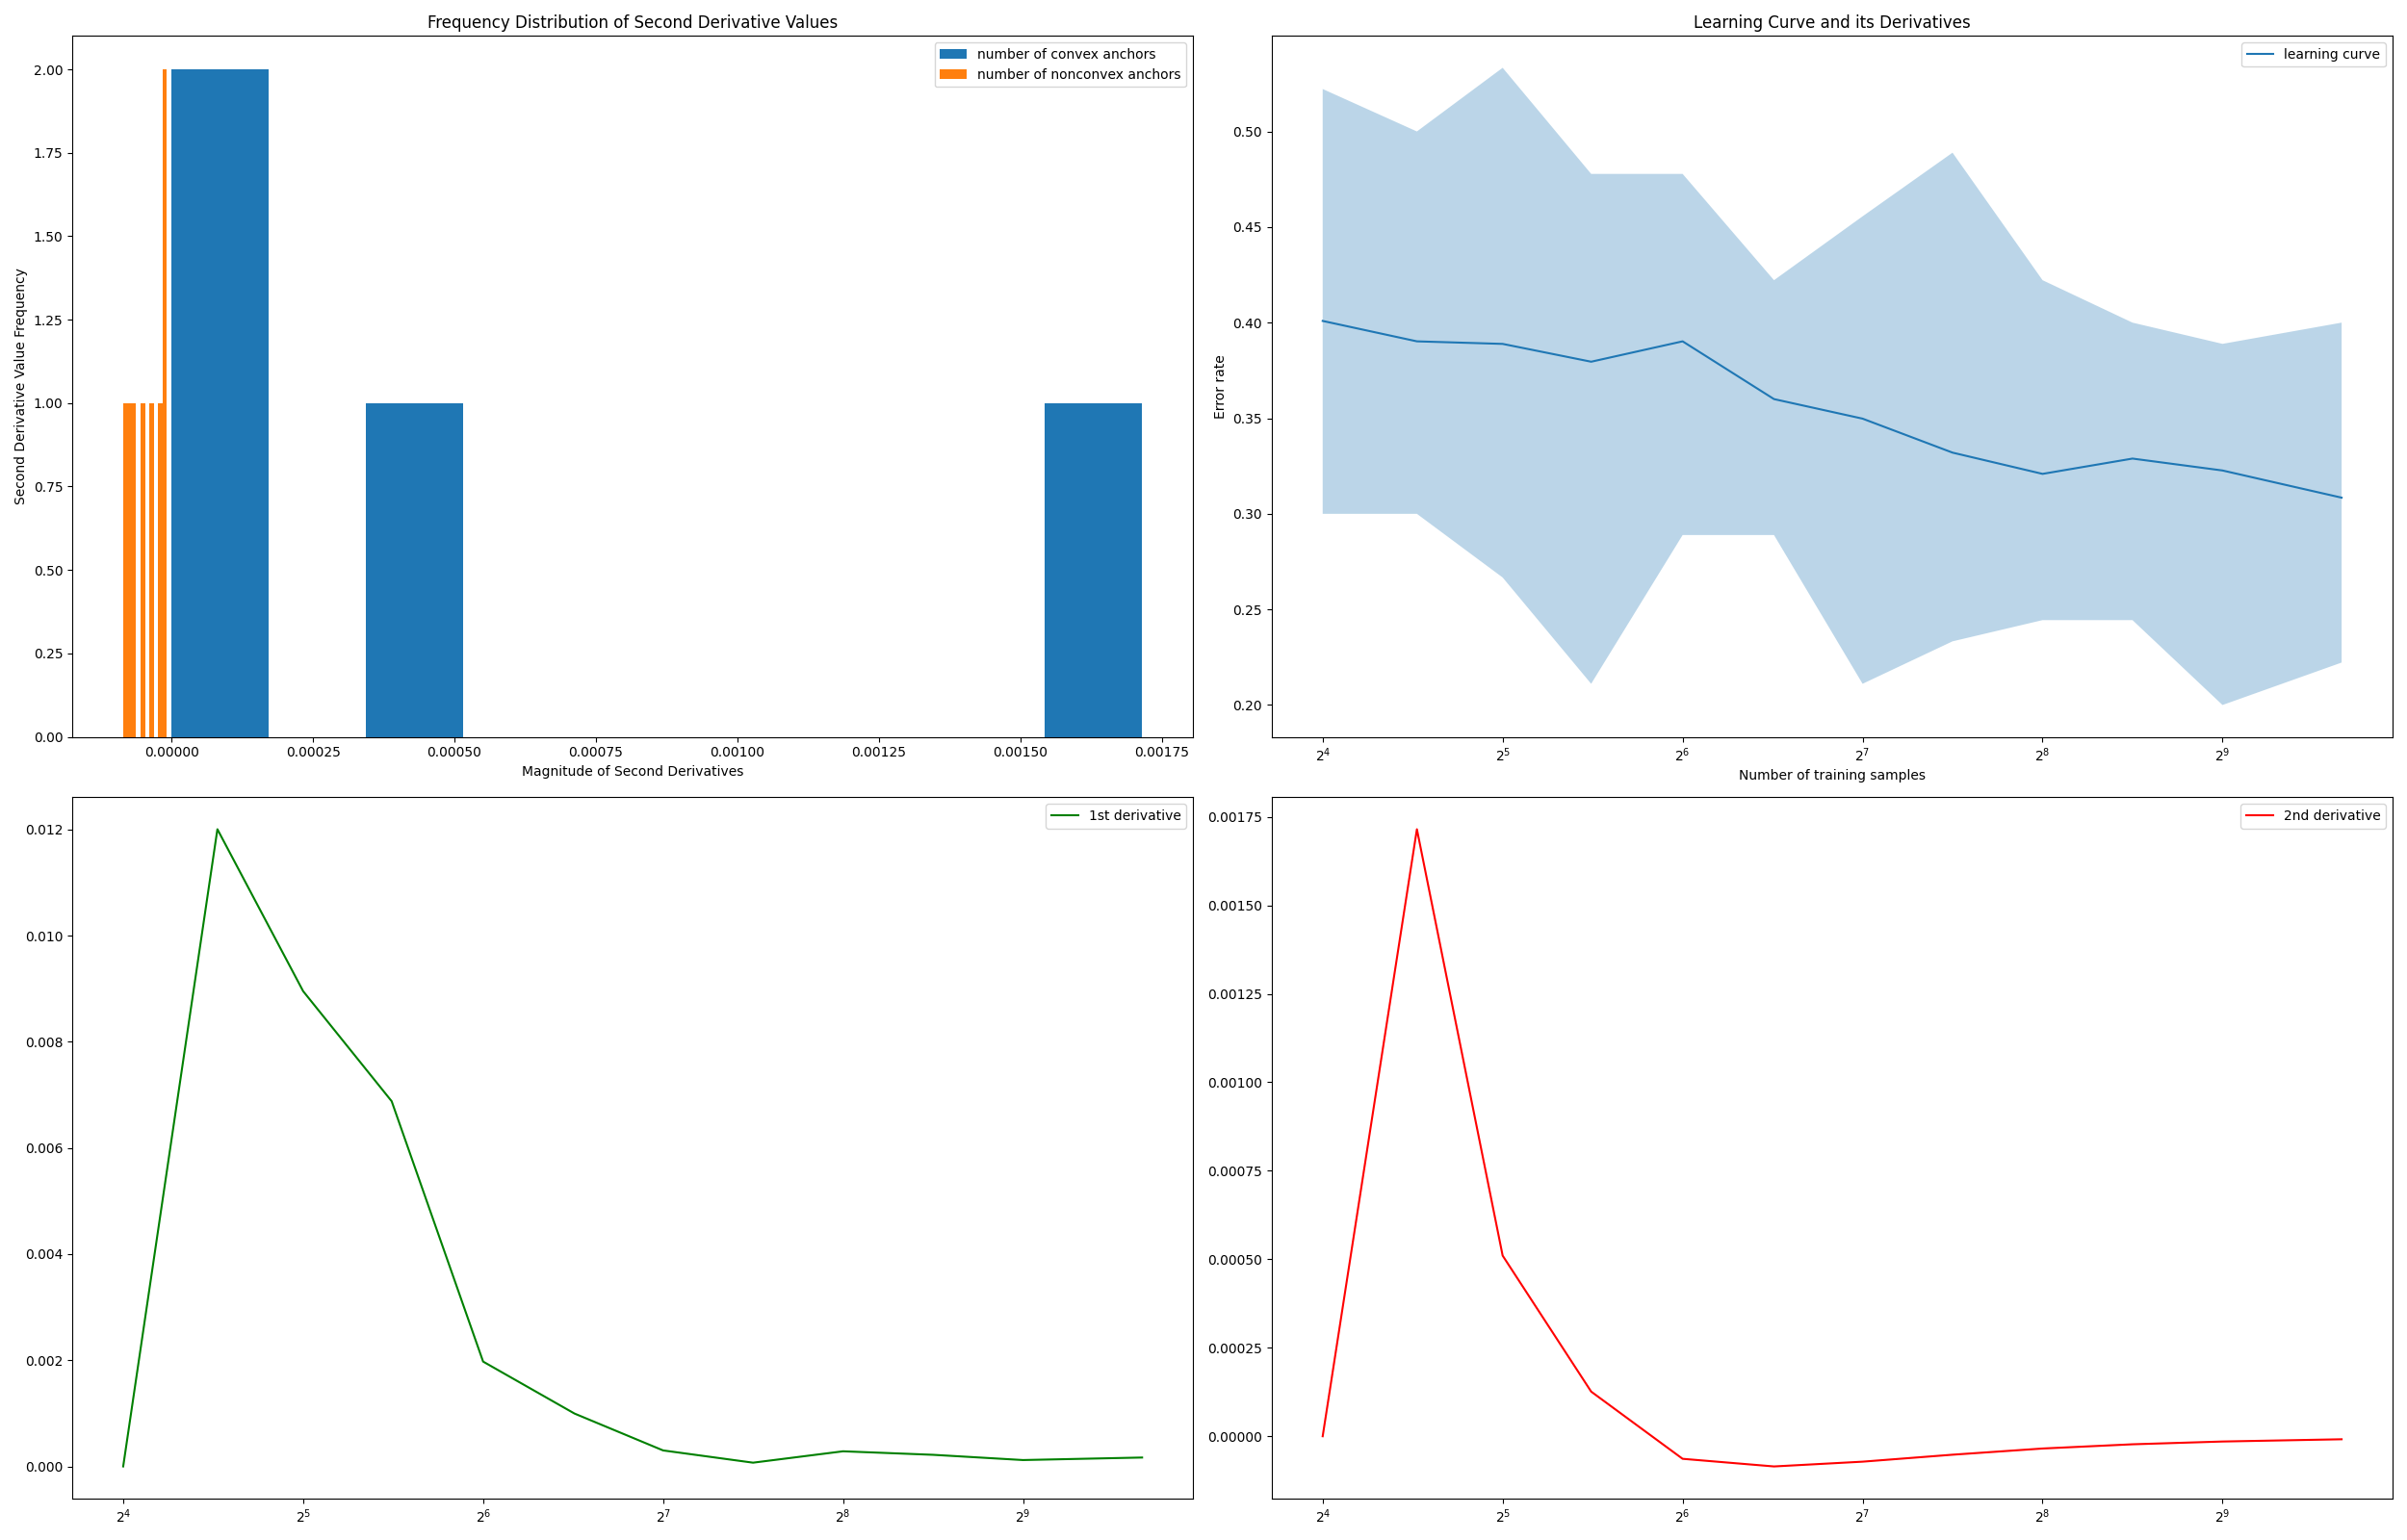 Frequency Distribution of Second Derivative Values
number of convex anchors
number of nonconvex anchors
2.00
1.75
1.50
1.25
1.00
0.75
0.50
0.25
0.00
Second Derivative Value Frequency
0.00000 0.00025 0.00050 0.00075 0.00100 0.00125 0.00150 0.00175
Magnitude of Second Derivatives
Learning Curve and its Derivatives
learning curve
0.50
0.45
0.40
0.35
0.30
0.25
0.20
Error rate
2⁴ 2⁵ 2⁶ 2⁷ 2⁸ 2⁹
Number of training samples
1st derivative
0.012
0.010
0.008
0.006
0.004
0.002
0.000
2⁴ 2⁵ 2⁶ 2⁷ 2⁸ 2⁹
2nd derivative
0.00175
0.00150
0.00125
0.00100
0.00075
0.00050
0.00025
0.00000
2⁴ 2⁵ 2⁶ 2⁷ 2⁸ 2⁹